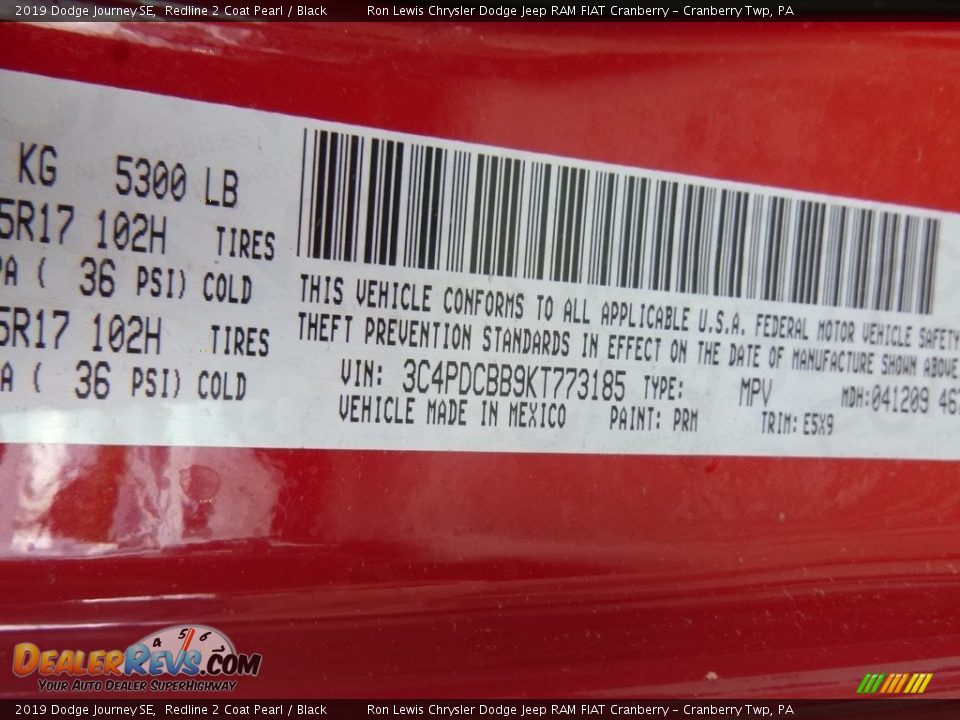 2019 Dodge Journey SE, Redline 2 Coat Pearl / Black Ron Lewis Chrysler Dodge Jeep RAM FIAT Cranberry - Cranberry Twp, PA
KG 5300 LB
5R17 102H TIRES
PA ( 36 PSI) COLD
5R17 102H TIRES
A ( 36 PSI) COLD
THIS VEHICLE CONFORMS TO ALL APPLICABLE U.S.A. FEDERAL MOTOR VEHICLE SAFETY
THEFT PREVENTION STANDARDS IN EFFECT ON THE DATE OF MANUFACTURE SHOWN ABOVE
VIN: 3C4PDCBB9KT773185 TYPE: MPV MDH:041209 467
VEHICLE MADE IN MEXICO PAINT: PRM TRIM: E5X9
4 5 6
DealerRevs.com
Your Auto Dealer SuperHighway
2019 Dodge Journey SE, Redline 2 Coat Pearl / Black Ron Lewis Chrysler Dodge Jeep RAM FIAT Cranberry - Cranberry Twp, PA